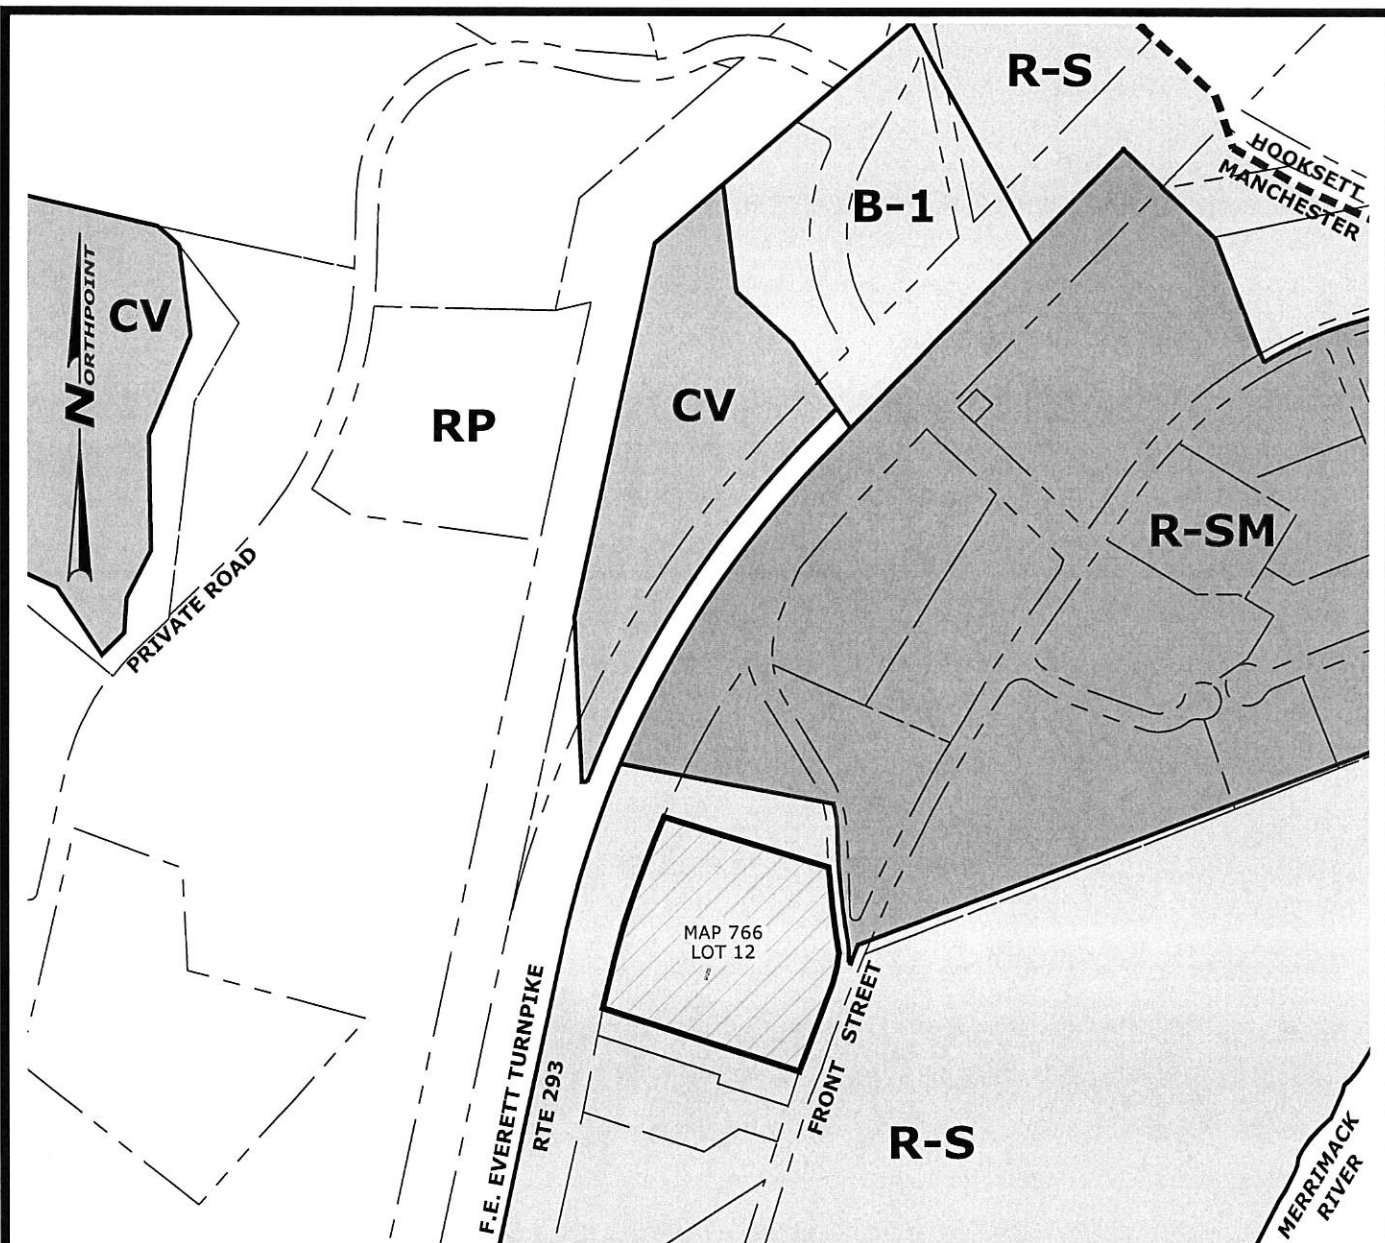 R-S
HOOKSETT
MANCHESTER
B-1
CV
NORTHPOINT
CV
RP
R-SM
PRIVATE ROAD
MAP 766
LOT 12
F.E. EVERETT TURNPIKE
RTE 293
FRONT STREET
R-S
MERRIMACK
RIVER